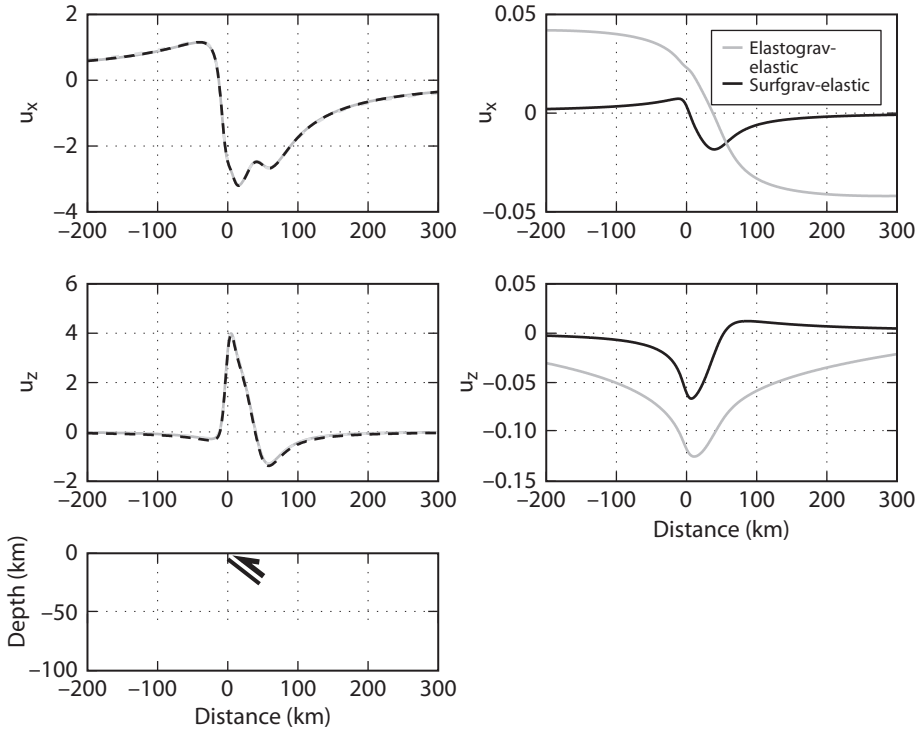 2
0
−2
−4
u_x
−200 −100 0 100 200 300
0.05
0
−0.05
u_x
Elastograv-
elastic
Surfgrav-elastic
−200 −100 0 100 200 300
6
4
2
0
−2
u_z
−200 −100 0 100 200 300
0.05
0
−0.05
−0.10
−0.15
u_z
−200 −100 0 100 200 300
Distance (km)
0
−50
−100
Depth (km)
−200 −100 0 100 200 300
Distance (km)